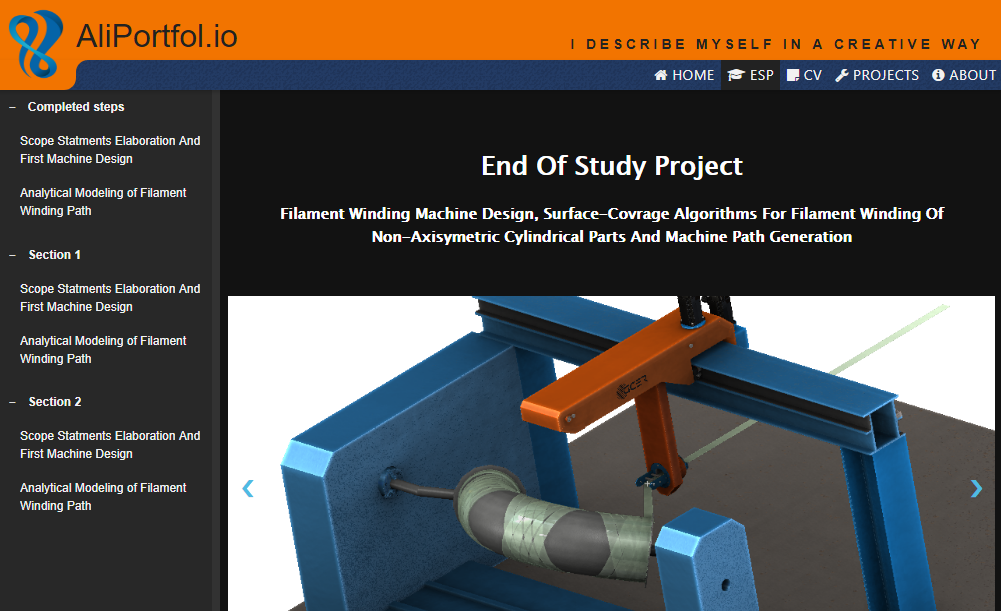 AliPortfol.io
I DESCRIBE MYSELF IN A CREATIVE WAY
HOME ESP CV PROJECTS ABOUT
– Completed steps
Scope Statments Elaboration And
First Machine Design
Analytical Modeling of Filament
Winding Path
– Section 1
Scope Statments Elaboration And
First Machine Design
Analytical Modeling of Filament
Winding Path
– Section 2
Scope Statments Elaboration And
First Machine Design
Analytical Modeling of Filament
Winding Path
End Of Study Project
Filament Winding Machine Design, Surface-Covrage Algorithms For Filament Winding Of
Non-Axisymetric Cylindrical Parts And Machine Path Generation